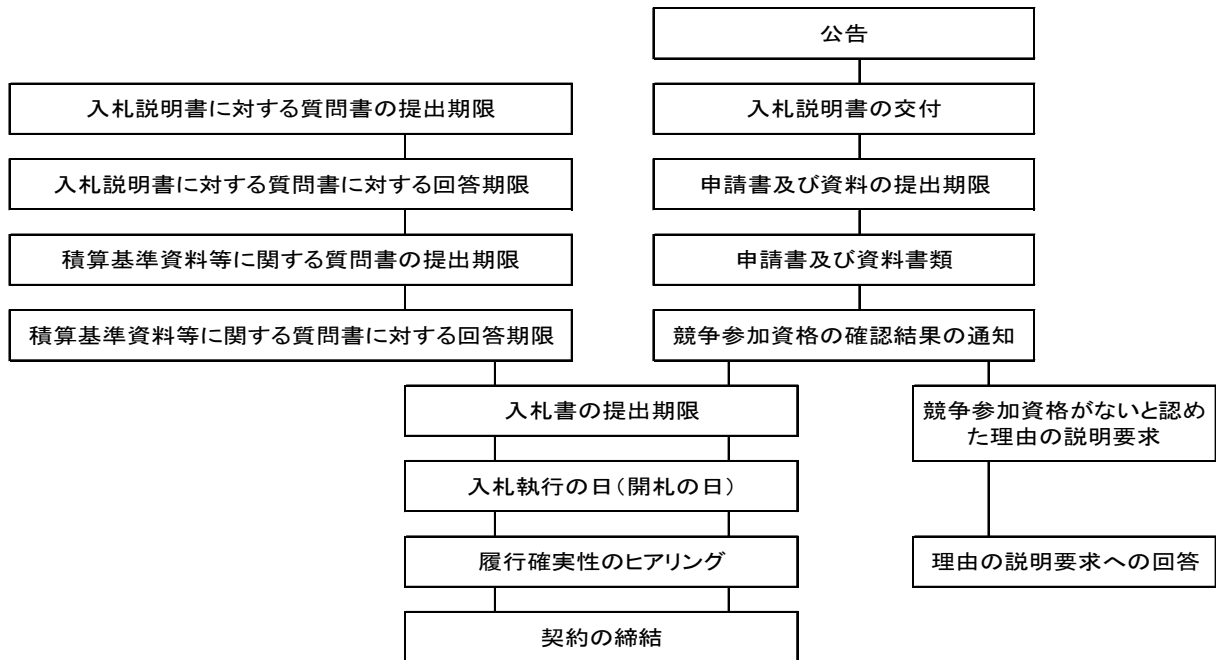 公告
入札説明書に対する質問書の提出期限
入札説明書の交付
入札説明書に対する質問書に対する回答期限
申請書及び資料の提出期限
積算基準資料等に関する質問書の提出期限
申請書及び資料書類
積算基準資料等に関する質問書に対する回答期限
競争参加資格の確認結果の通知
入札書の提出期限
競争参加資格がないと認め
た理由の説明要求
入札執行の日(開札の日)
履行確実性のヒアリング
理由の説明要求への回答
契約の締結